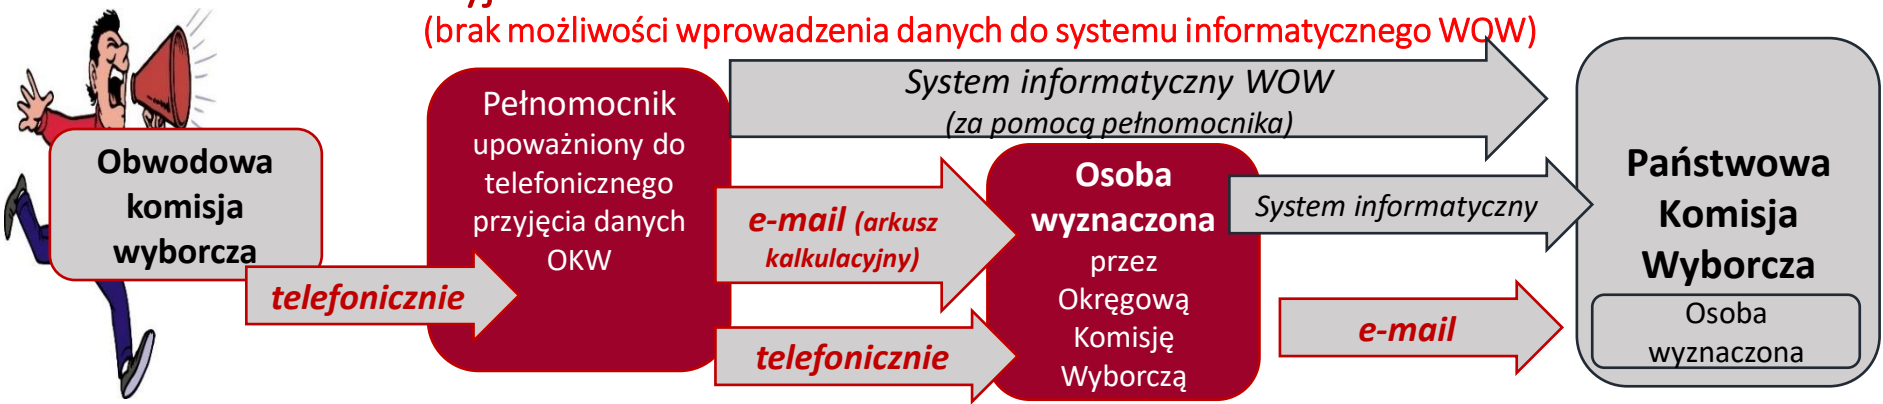 (brak możliwości wprowadzenia danych do systemu informatycznego WOW)
System informatyczny WOW
(za pomocą pełnomocnika)
Pełnomocnik
upoważniony do
telefonicznego
przyjęcia danych
OKW
Obwodowa
komisja
wyborcza
telefonicznie
e-mail (arkusz
kalkulacyjny)
telefonicznie
Osoba
wyznaczona
przez
Okręgową
Komisję
Wyborczą
System informatyczny
e-mail
Państwowa
Komisja
Wyborcza
Osoba
wyznaczona